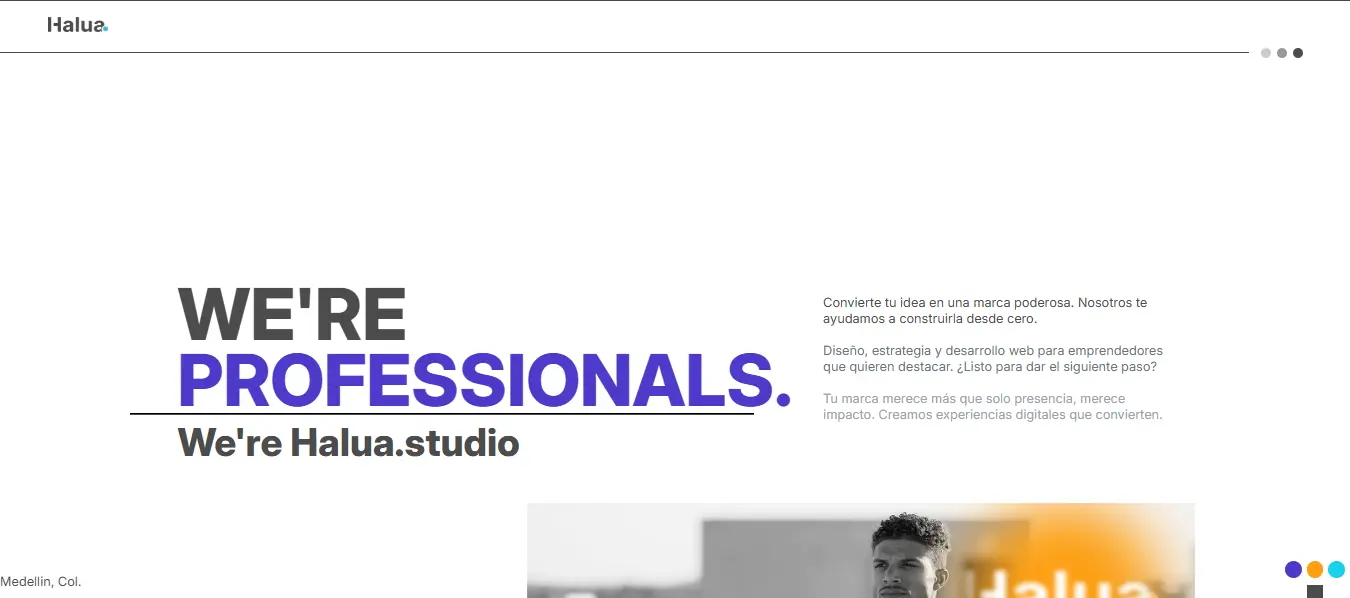 Halua.
WE'RE
PROFESSIONALS.
We're Halua.studio
Convierte tu idea en una marca poderosa. Nosotros te
ayudamos a construirla desde cero.
Diseño, estrategia y desarrollo web para emprendedores
que quieren destacar. ¿Listo para dar el siguiente paso?
Tu marca merece más que solo presencia, merece
impacto. Creamos experiencias digitales que convierten.
Halua
Medellin, Col.